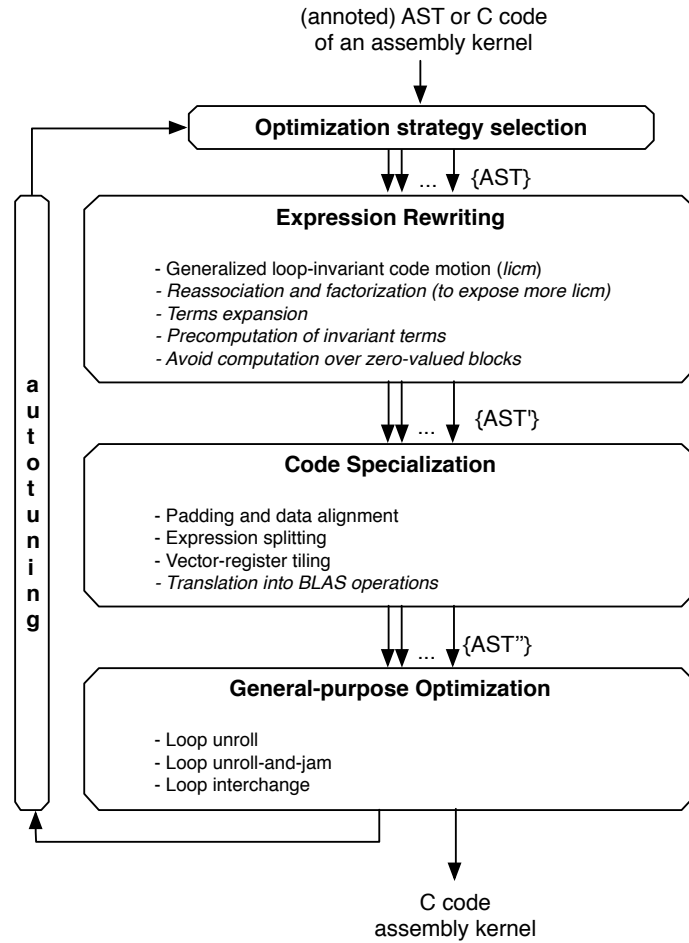 (annoted) AST or C code
of an assembly kernel
Optimization strategy selection
... {AST}
Expression Rewriting
- Generalized loop-invariant code motion (licm)
- Reassociation and factorization (to expose more licm)
- Terms expansion
- Precomputation of invariant terms
- Avoid computation over zero-valued blocks
... {AST'}
Code Specialization
- Padding and data alignment
- Expression splitting
- Vector-register tiling
- Translation into BLAS operations
... {AST''}
General-purpose Optimization
- Loop unroll
- Loop unroll-and-jam
- Loop interchange
autotuning
C code
assembly kernel